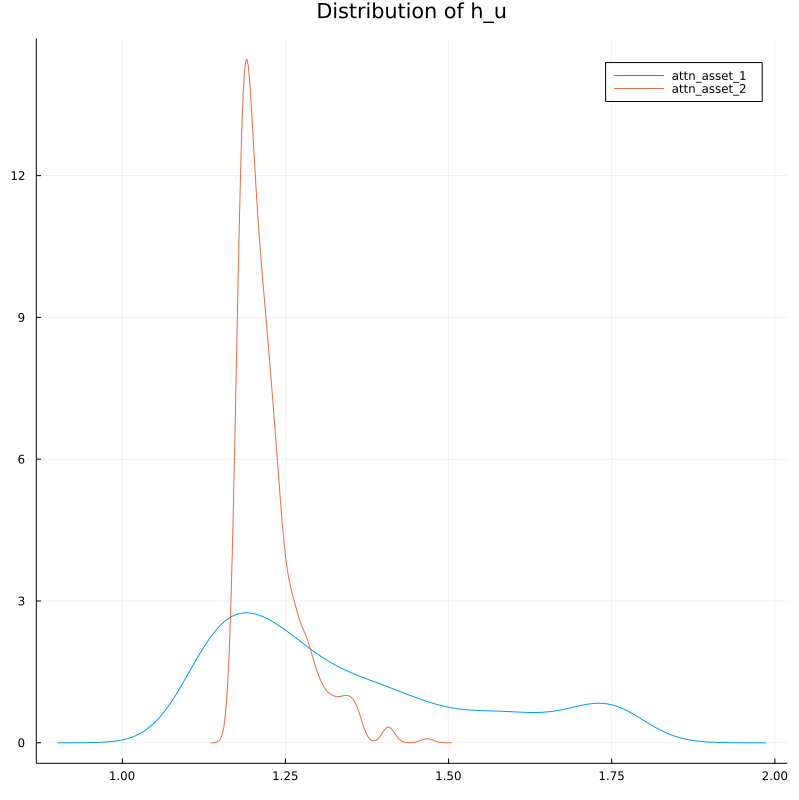 Distribution of h_u
attn_asset_1
attn_asset_2
12
9
6
3
0
1.00 1.25 1.50 1.75 2.00